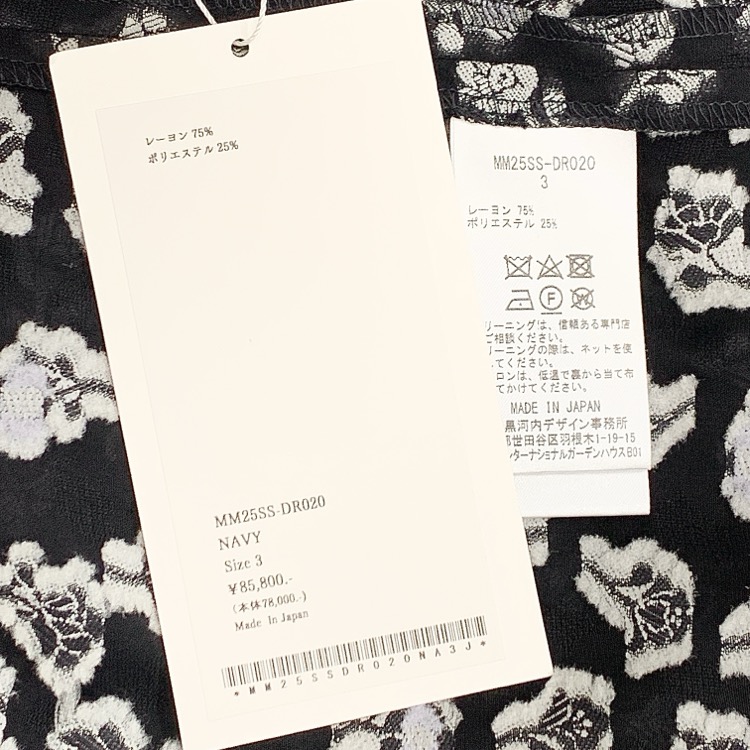 レーヨン 75%
ポリエステル 25%
MM25SS-DR020
NAVY
Size 3
¥85,800.-
(本体78,000.-)
Made In Japan
*MM25SSDR020NA3J*
MM25SS-DR020
3
レーヨン 75%
ポリエステル 25%
F
リーニングは、信頼ある専門店
ご相談ください。
リーニングの際は、ネットを使
してください。
ロンは、低温で裏から当て布
てかけてください。
MADE IN JAPAN
黒河内デザイン事務所
都世田谷区羽根木1-19-15
ンターナショナルガーデンハウスB01